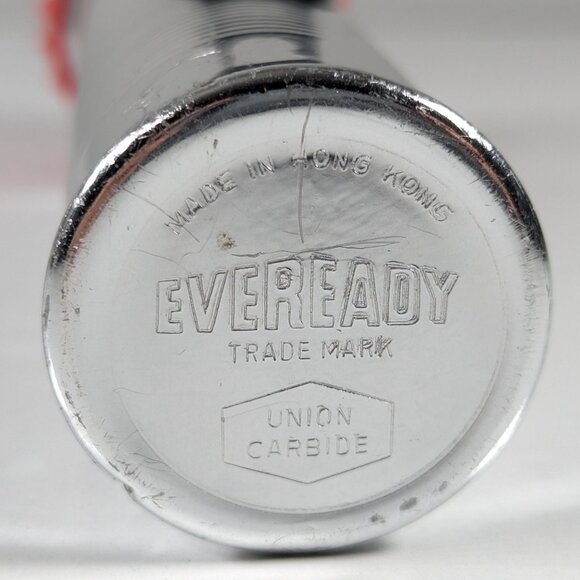 MADE IN HONG KONG
EVEREADY
TRADE MARK
UNION
CARBIDE